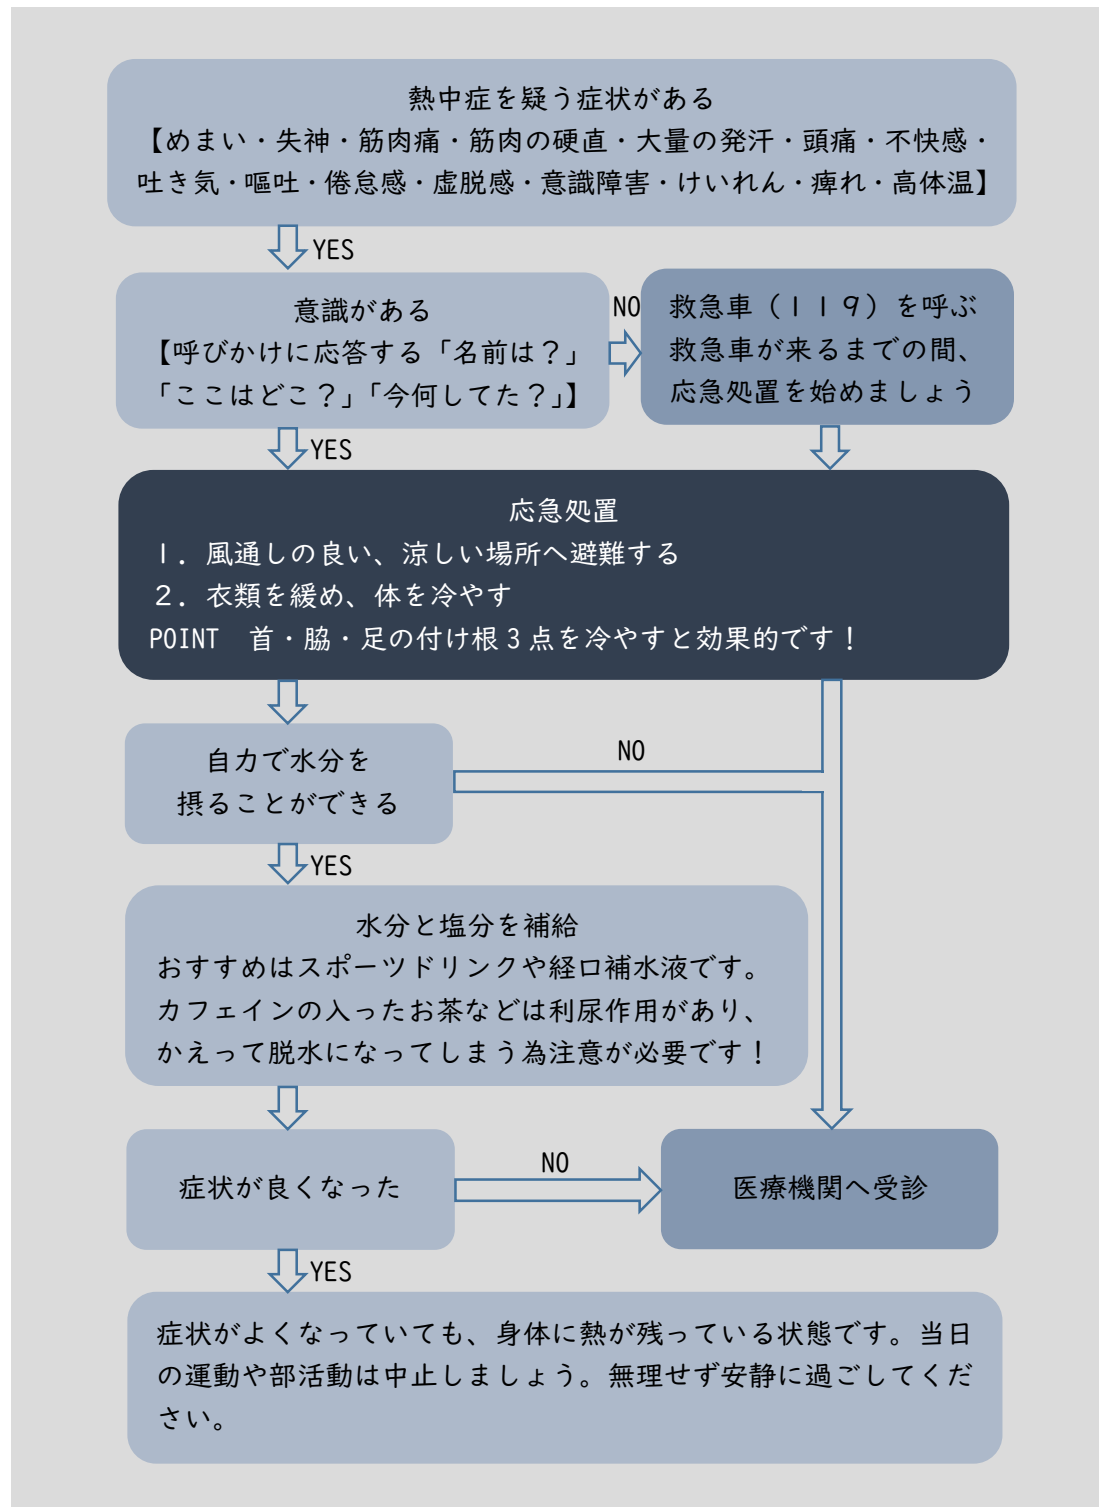 熱中症を疑う症状がある
【めまい・失神・筋肉痛・筋肉の硬直・大量の発汗・頭痛・不快感・
吐き気・嘔吐・倦怠感・虚脱感・意識障害・けいれん・痺れ・高体温】
YES
意識がある
【呼びかけに応答する「名前は？」
「ここはどこ？」「今何してた？」】
NO
救急車（１１９）を呼ぶ
救急車が来るまでの間、
応急処置を始めましょう
YES
応急処置
１．風通しの良い、涼しい場所へ避難する
２．衣類を緩め、体を冷やす
POINT　首・脇・足の付け根３点を冷やすと効果的です！
自力で水分を
摂ることができる
NO
YES
水分と塩分を補給
おすすめはスポーツドリンクや経口補水液です。
カフェインの入ったお茶などは利尿作用があり、
かえって脱水になってしまう為注意が必要です！
症状が良くなった
NO
医療機関へ受診
YES
症状がよくなっていても、身体に熱が残っている状態です。当日
の運動や部活動は中止しましょう。無理せず安静に過ごしてくだ
さい。